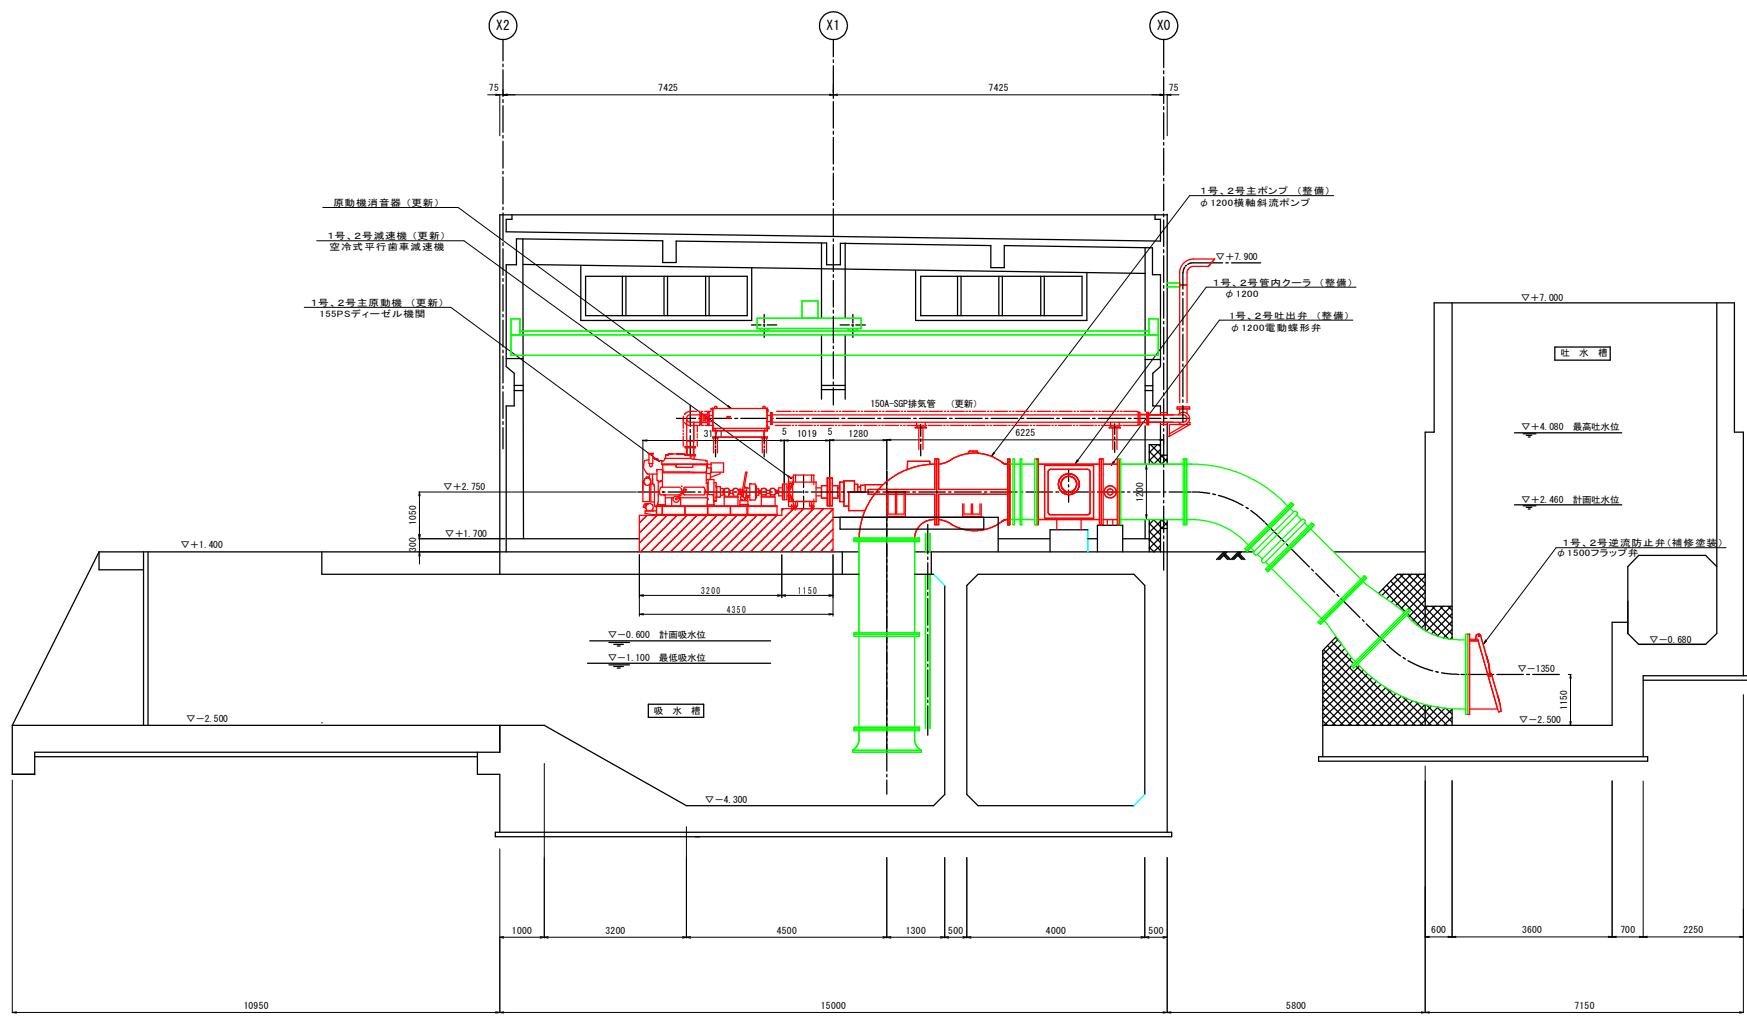 X2
X1
X0
75
7425
7425
75
原動機消音器（更新）
1号、2号減速機（更新）
空冷式平行歯車減速機
1号、2号主原動機（更新）
155PSディーゼル機関
1号、2号主ポンプ（整備）
φ1200横軸斜流ポンプ
▽+7.900
1号、2号管内クーラ（整備）
φ1200
1号、2号吐出弁（整備）
φ1200電動蝶形弁
▽+7.000
吐水槽
150A-SGP排気管　（更新）
5
1019
5
1280
6225
▽+4.080 最高吐水位
▽+2.750
1050
1200
▽+2.460 計画吐水位
▽+1.700
300
▽+1.400
1号、2号逆流防止弁(補修塗装)
φ1500フラップ弁
3200
1150
4350
▽-0.600 計画吸水位
▽-1.100 最低吸水位
▽-0.680
▽-1350
1150
吸水槽
▽-2.500
▽-2.500
▽-4.300
1000
3200
4500
1300
500
4000
500
600
3600
700
2250
10950
15000
5800
7150